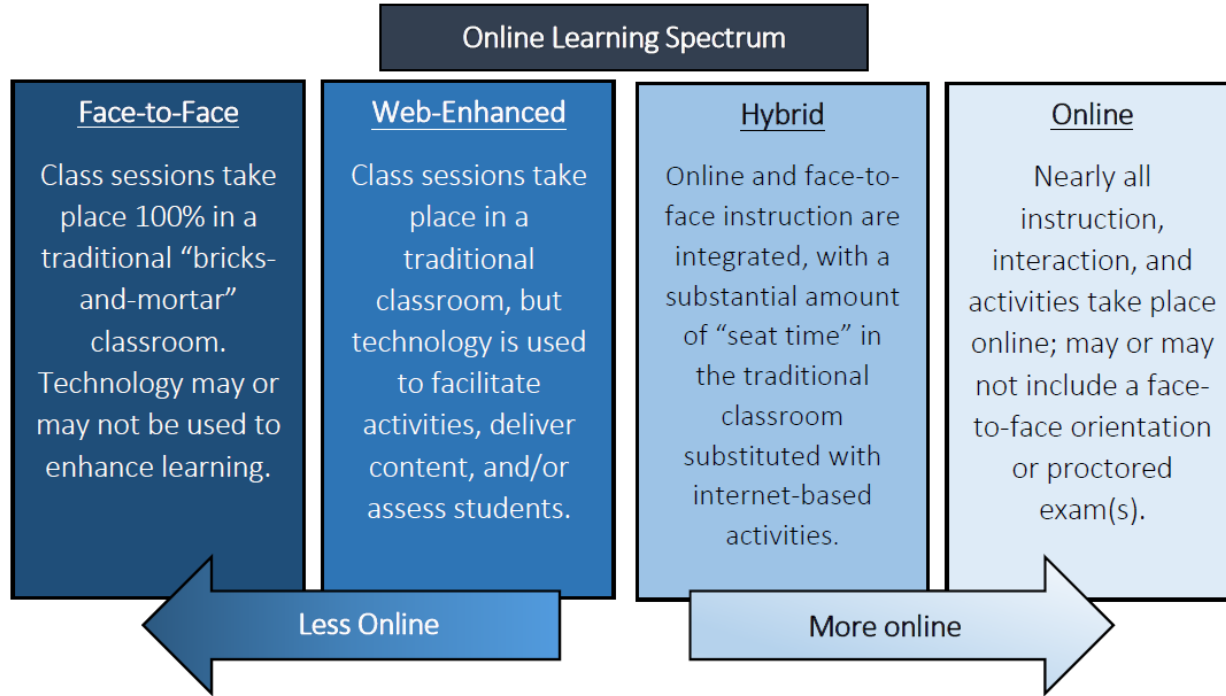 Online Learning Spectrum
Face-to-Face
Class sessions take
place 100% in a
traditional “bricks-
and-mortar”
classroom.
Technology may or
may not be used to
enhance learning.
Web-Enhanced
Class sessions take
place in a
traditional
classroom, but
technology is used
to facilitate
activities, deliver
content, and/or
assess students.
Hybrid
Online and face-to-
face instruction are
integrated, with a
substantial amount
of “seat time” in
the traditional
classroom
substituted with
internet-based
activities.
Online
Nearly all
instruction,
interaction, and
activities take place
online; may or may
not include a face-
to-face orientation
or proctored
exam(s).
Less Online
More online